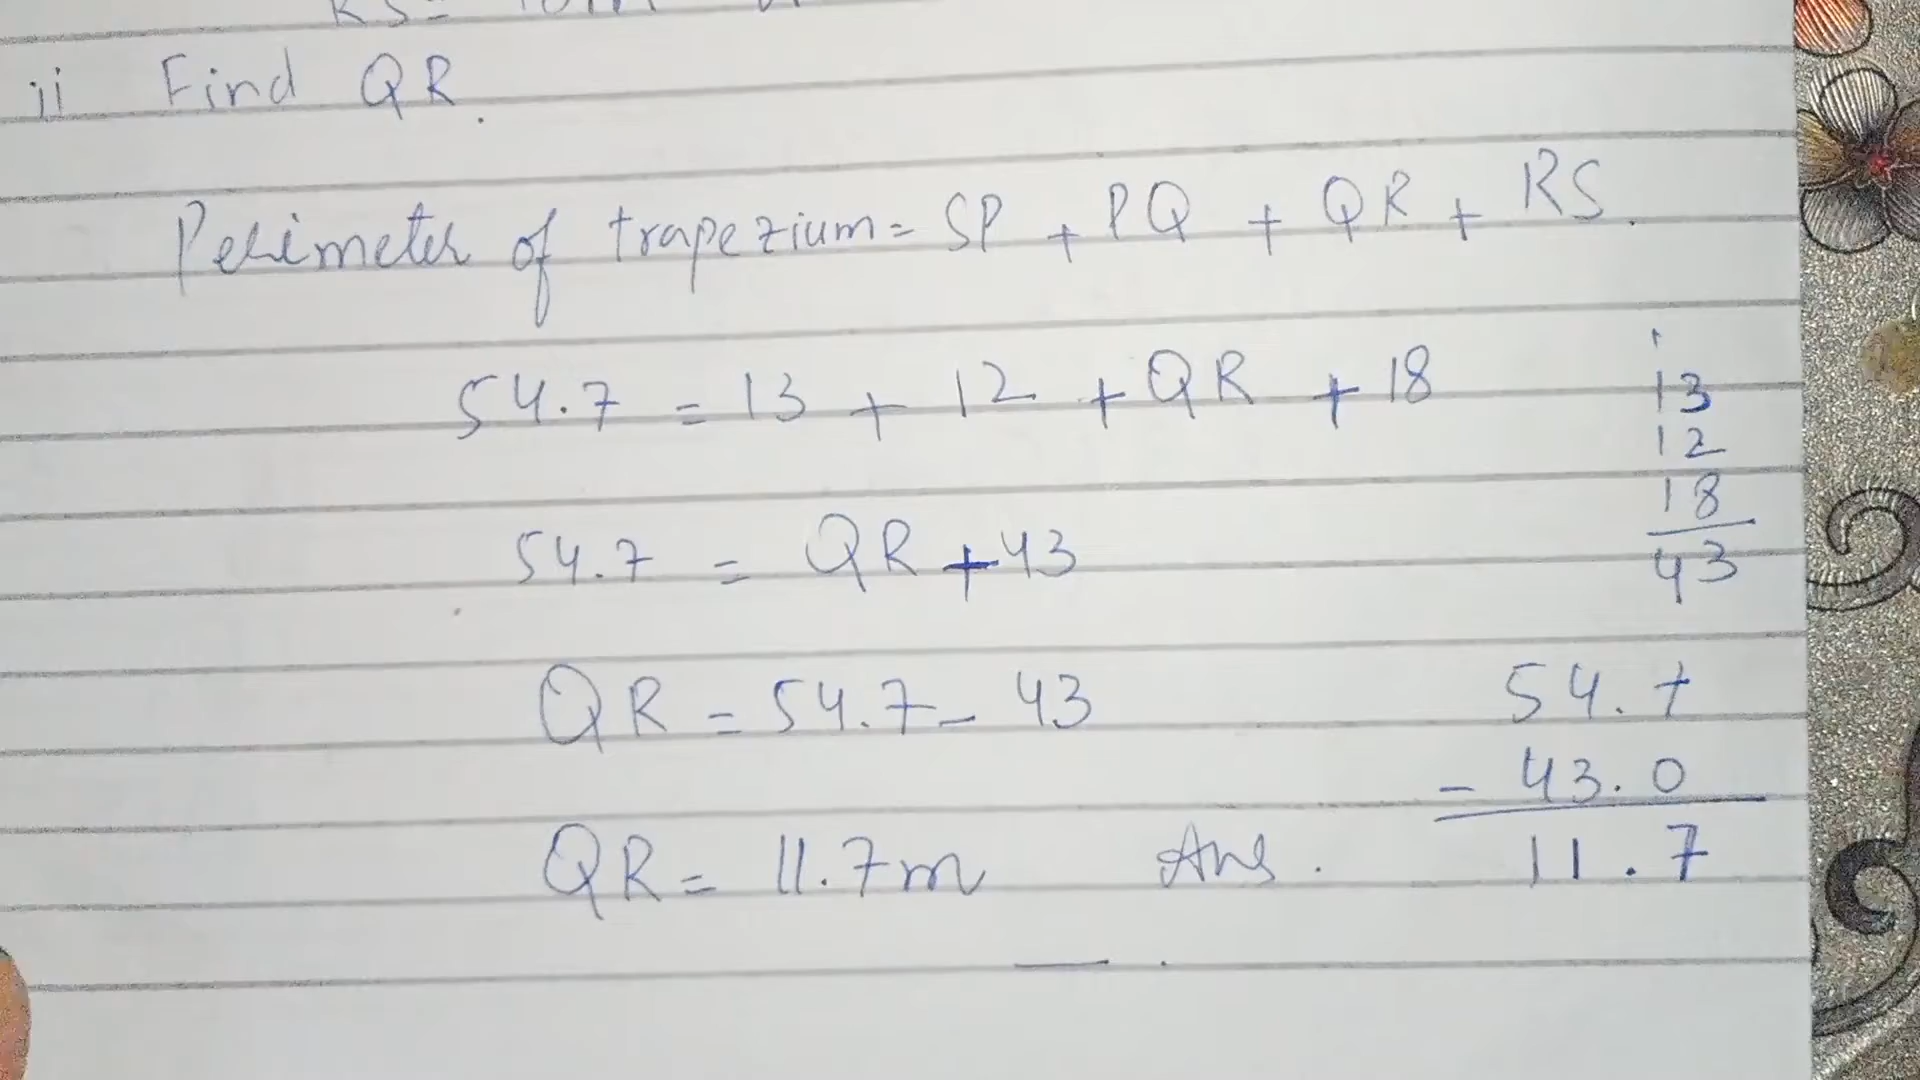 ii Find QR.
Perimeter of trapezium = SP + PQ + QR + RS.
54.7 = 13 + 12 + QR + 18
1
13
12
18
43
54.7 = QR + 43
QR = 54.7 - 43
54.7
- 43.0
11.7
QR = 11.7m Ans.